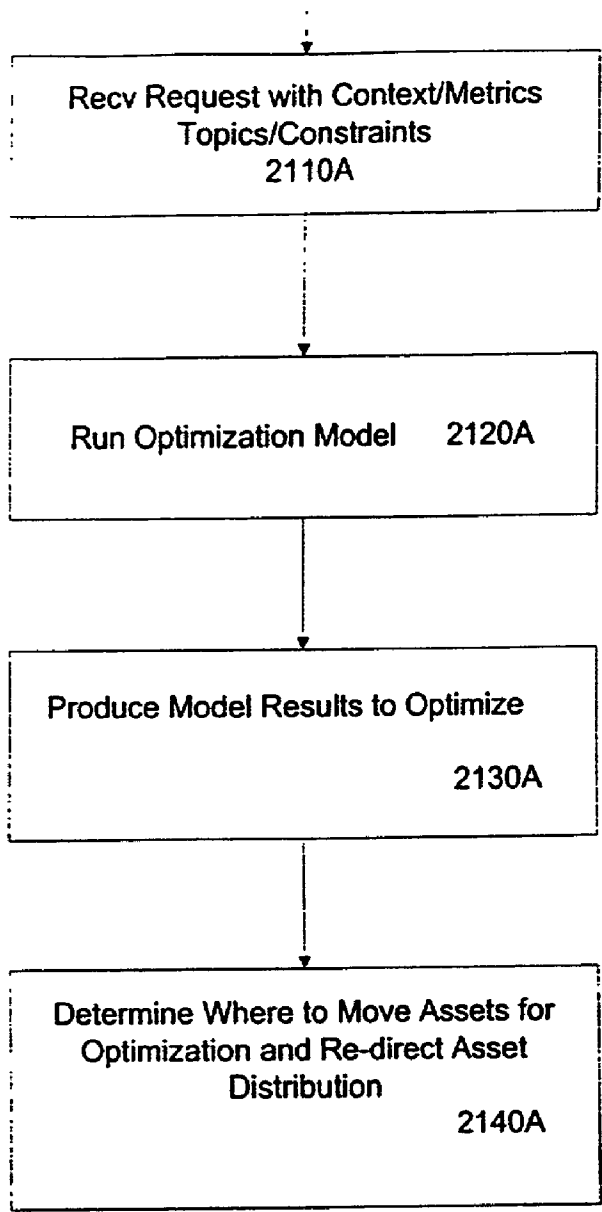 Recv Request with Context/Metrics
Topics/Constraints
2110A
Run Optimization Model 2120A
Produce Model Results to Optimize
2130A
Determine Where to Move Assets for
Optimization and Re-direct Asset
Distribution
2140A